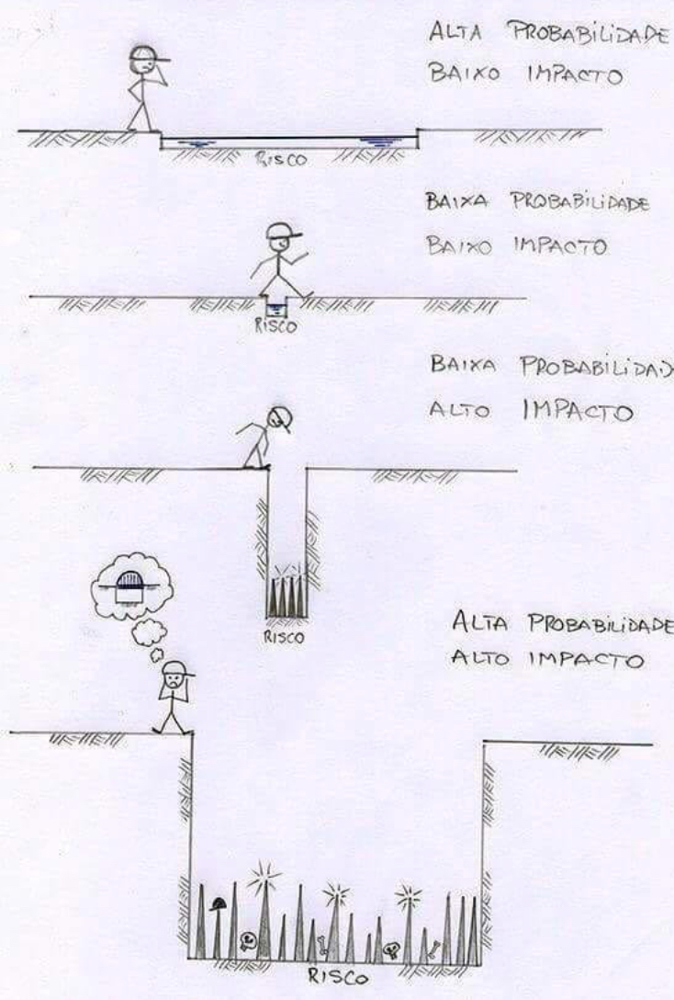 ALTA PROBABILIDADE
BAIXO IMPACTO
RISCO
BAIXA PROBABILIDADE
BAIXO IMPACTO
RISCO
BAIXA PROBABILIDAD
ALTO IMPACTO
RISCO
ALTA PROBABILIDADE
ALTO IMPACTO
RISCO